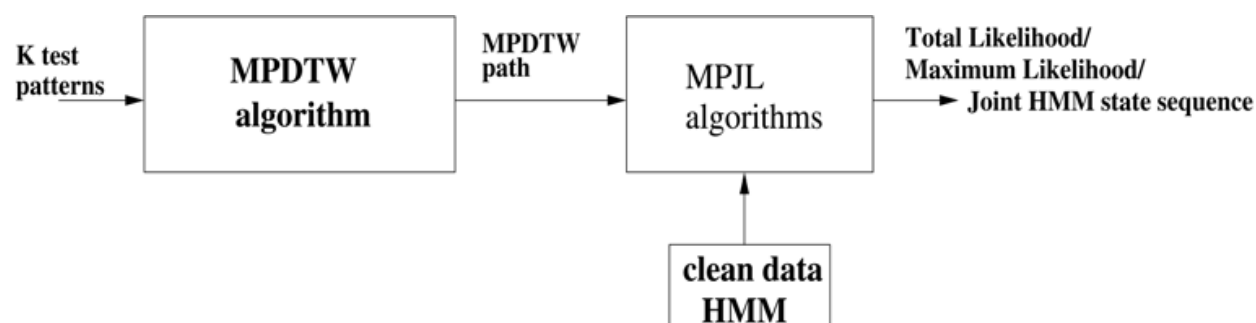 K test
patterns
MPDTW
algorithm
MPDTW
path
MPJL
algorithms
Total Likelihood/
Maximum Likelihood/
Joint HMM state sequence
clean data
HMM